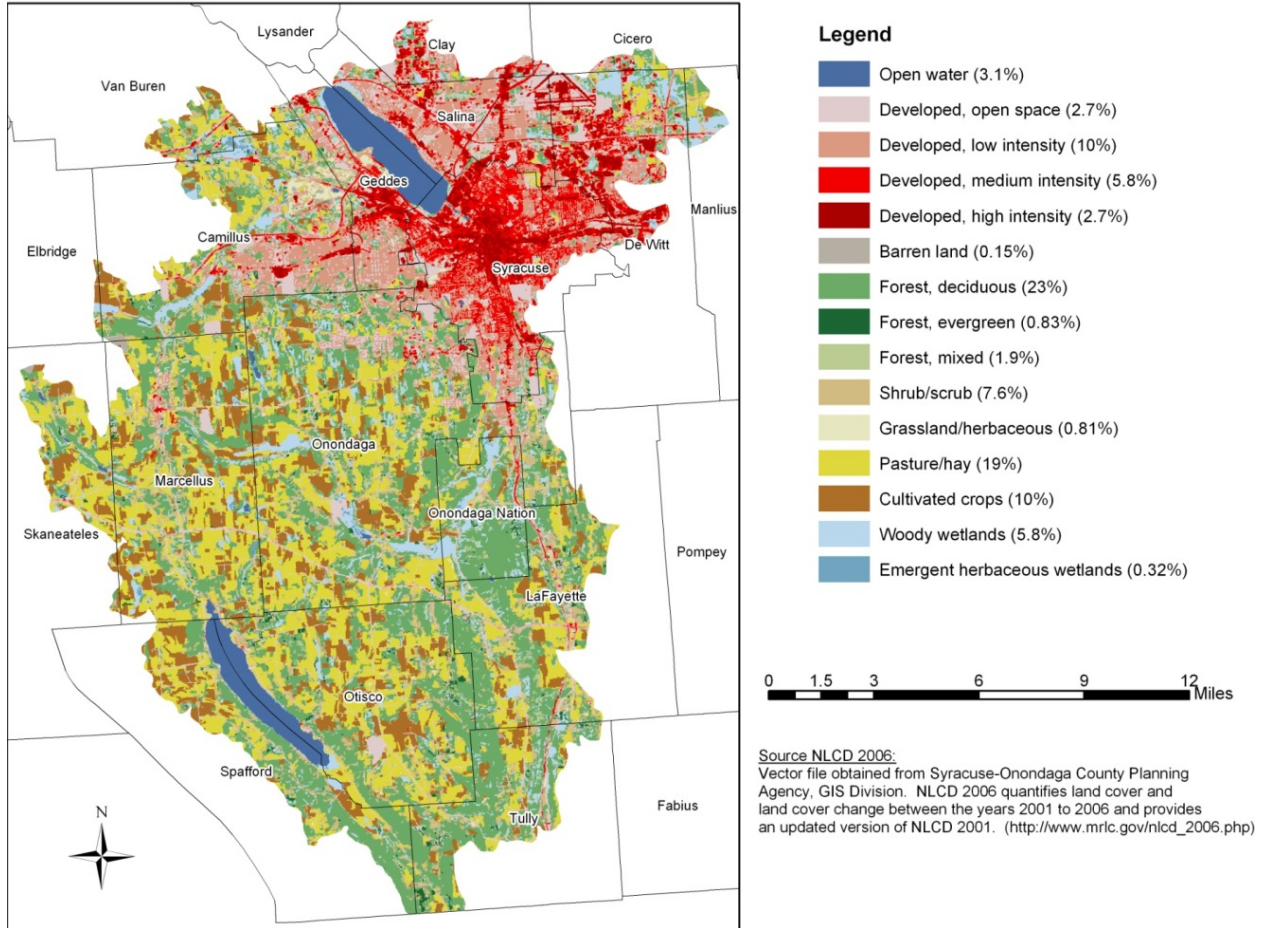 Lysander
Clay
Cicero
Van Buren
Salina
Geddes
Manlius
Elbridge
Camillus
De Witt
Syracuse
Onondaga
Marcellus
Onondaga Nation
Skaneateles
Pompey
LaFayette
Otisco
Spafford
Fabius
Tully
N
Legend
Open water (3.1%)
Developed, open space (2.7%)
Developed, low intensity (10%)
Developed, medium intensity (5.8%)
Developed, high intensity (2.7%)
Barren land (0.15%)
Forest, deciduous (23%)
Forest, evergreen (0.83%)
Forest, mixed (1.9%)
Shrub/scrub (7.6%)
Grassland/herbaceous (0.81%)
Pasture/hay (19%)
Cultivated crops (10%)
Woody wetlands (5.8%)
Emergent herbaceous wetlands (0.32%)
0 1.5 3 6 9 12
Miles
Source NLCD 2006:
Vector file obtained from Syracuse-Onondaga County Planning
Agency, GIS Division. NLCD 2006 quantifies land cover and
land cover change between the years 2001 to 2006 and provides
an updated version of NLCD 2001. (http://www.mrlc.gov/nlcd_2006.php)